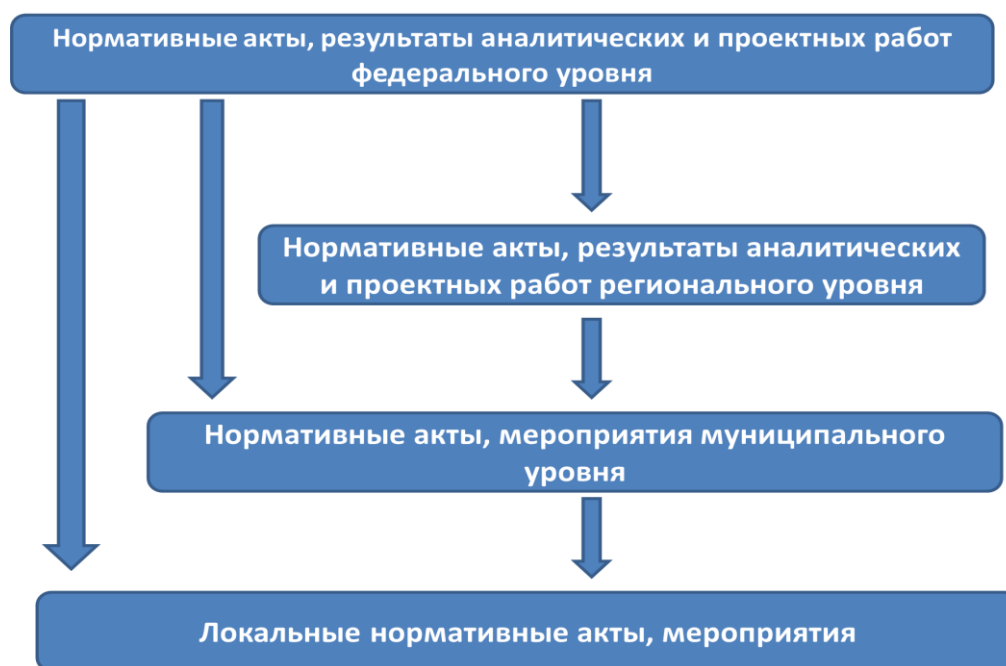 Нормативные акты, результаты аналитических и проектных работ
федерального уровня
Нормативные акты, результаты аналитических
и проектных работ регионального уровня
Нормативные акты, мероприятия муниципального
уровня
Локальные нормативные акты, мероприятия